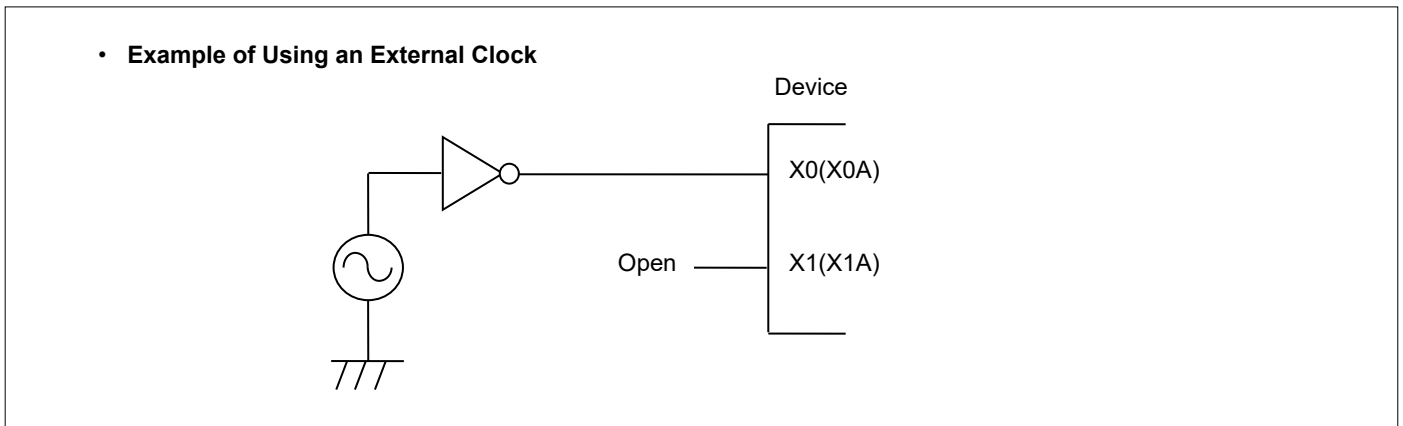 • Example of Using an External Clock
Device
X0(X0A)
Open X1(X1A)